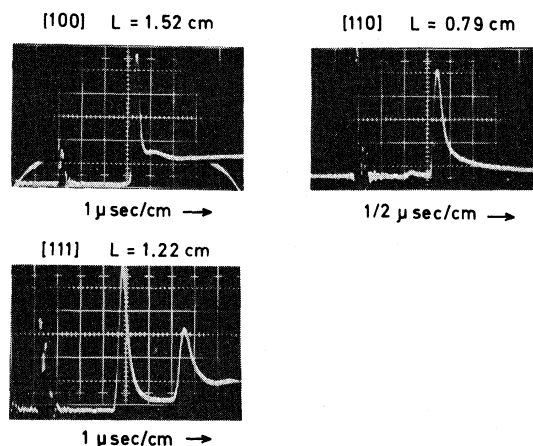 [100] L = 1.52 cm
[110] L = 0.79 cm
1 μ sec/cm →
1/2 μ sec/cm →
[111] L = 1.22 cm
1 μ sec/cm →